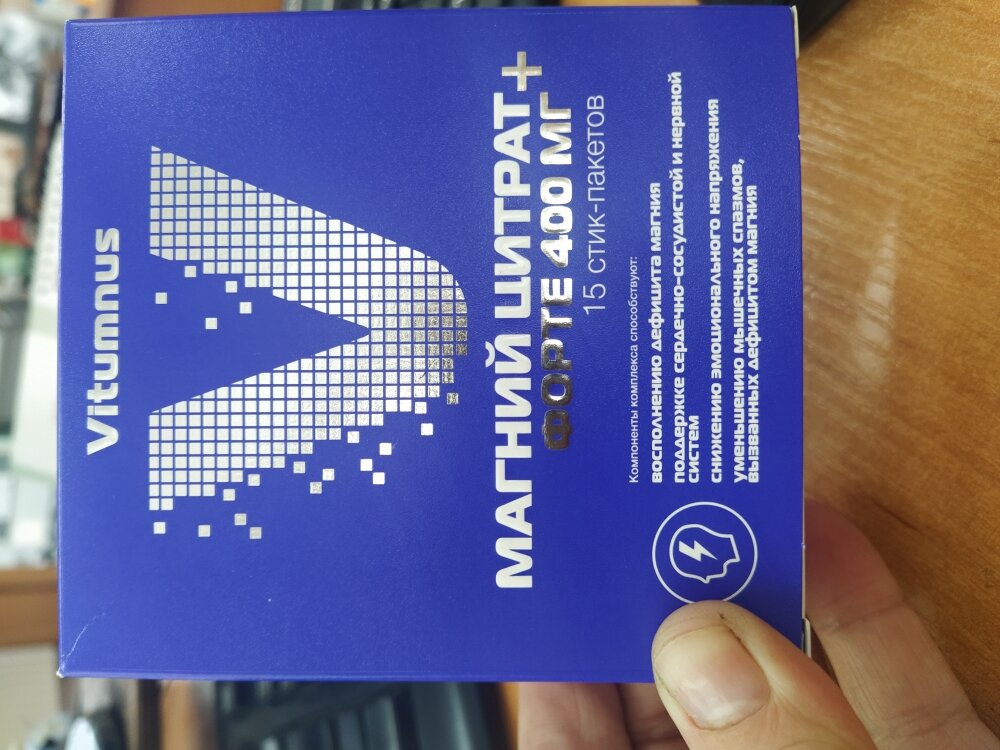 Vitumnus
МАГНИЙ ЦИТРАТ+
ФОРТЕ 400 МГ
15 стик-пакетов
Компоненты комплекса способствуют:
восполнению дефицита магния
поддержке сердечно-сосудистой и нервной
систем
снижению эмоционального напряжения
уменьшению мышечных спазмов,
вызванных дефицитом магния